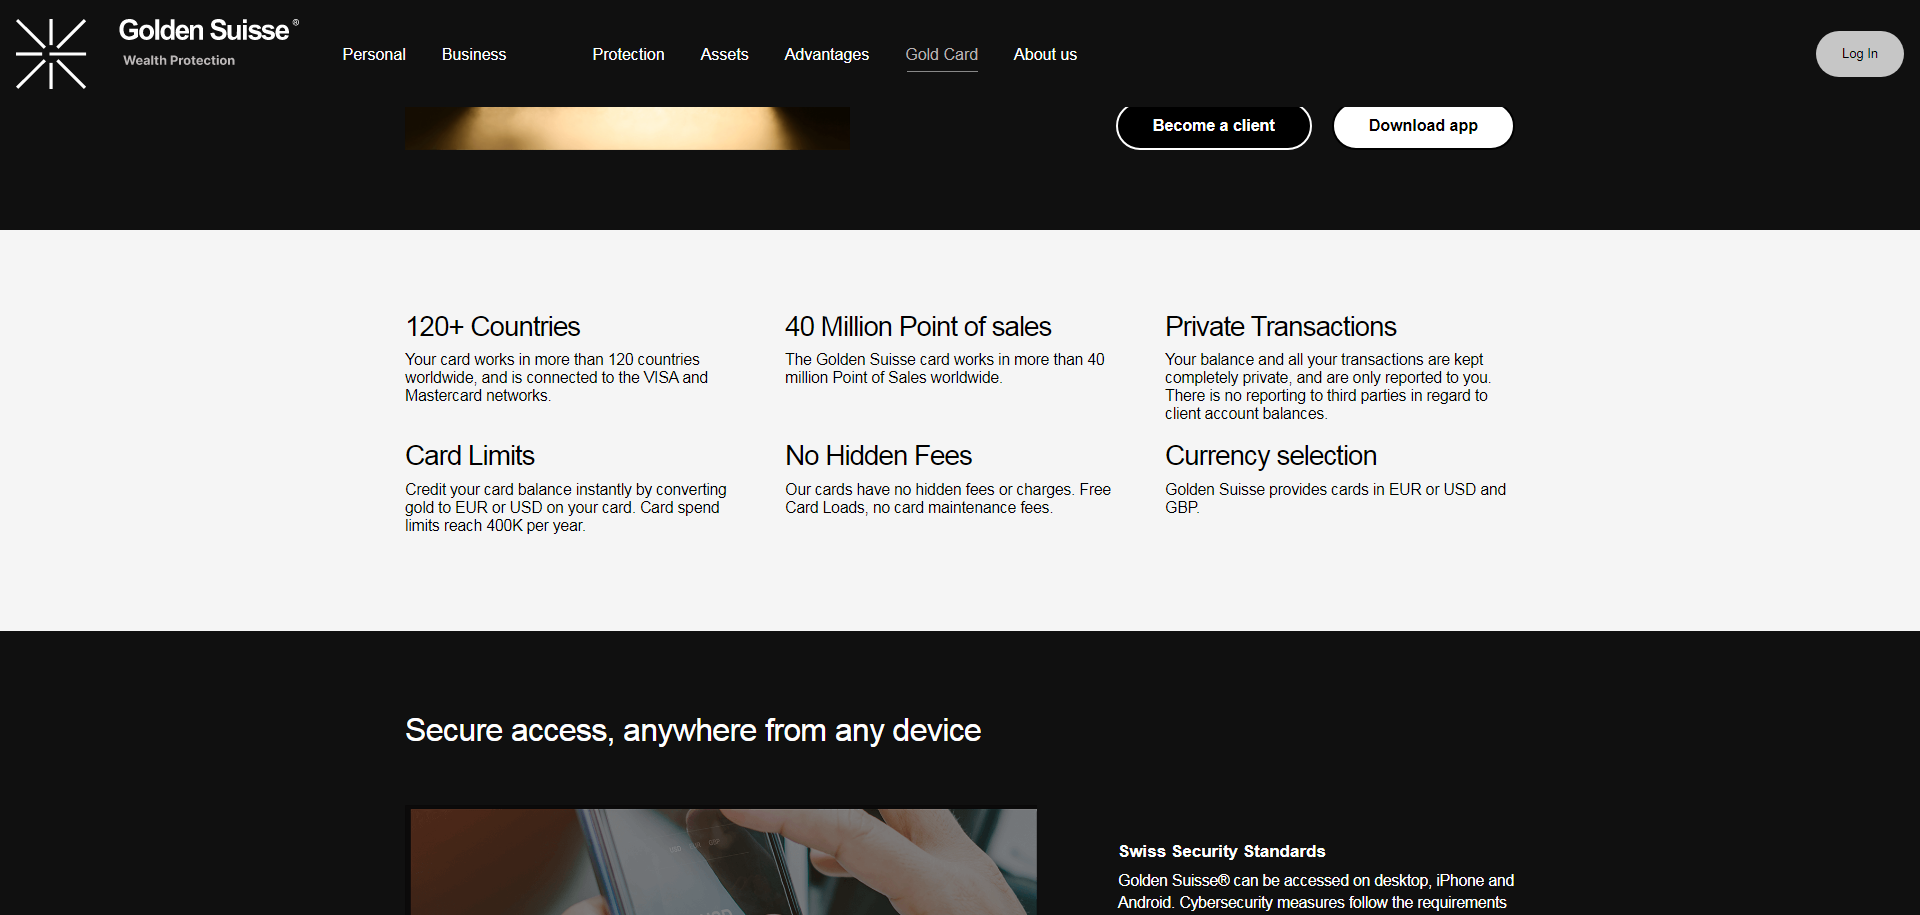 Golden Suisse®
Wealth Protection
Personal
Business
Protection
Assets
Advantages
Gold Card
About us
Log In
Become a client
Download app
120+ Countries
Your card works in more than 120 countries
worldwide, and is connected to the VISA and
Mastercard networks.
40 Million Point of sales
The Golden Suisse card works in more than 40
million Point of Sales worldwide.
Private Transactions
Your balance and all your transactions are kept
completely private, and are only reported to you.
There is no reporting to third parties in regard to
client account balances.
Card Limits
Credit your card balance instantly by converting
gold to EUR or USD on your card. Card spend
limits reach 400K per year.
No Hidden Fees
Our cards have no hidden fees or charges. Free
Card Loads, no card maintenance fees.
Currency selection
Golden Suisse provides cards in EUR or USD and
GBP.
Secure access, anywhere from any device
USD EUR GBP
USD
Swiss Security Standards
Golden Suisse® can be accessed on desktop, iPhone and
Android. Cybersecurity measures follow the requirements